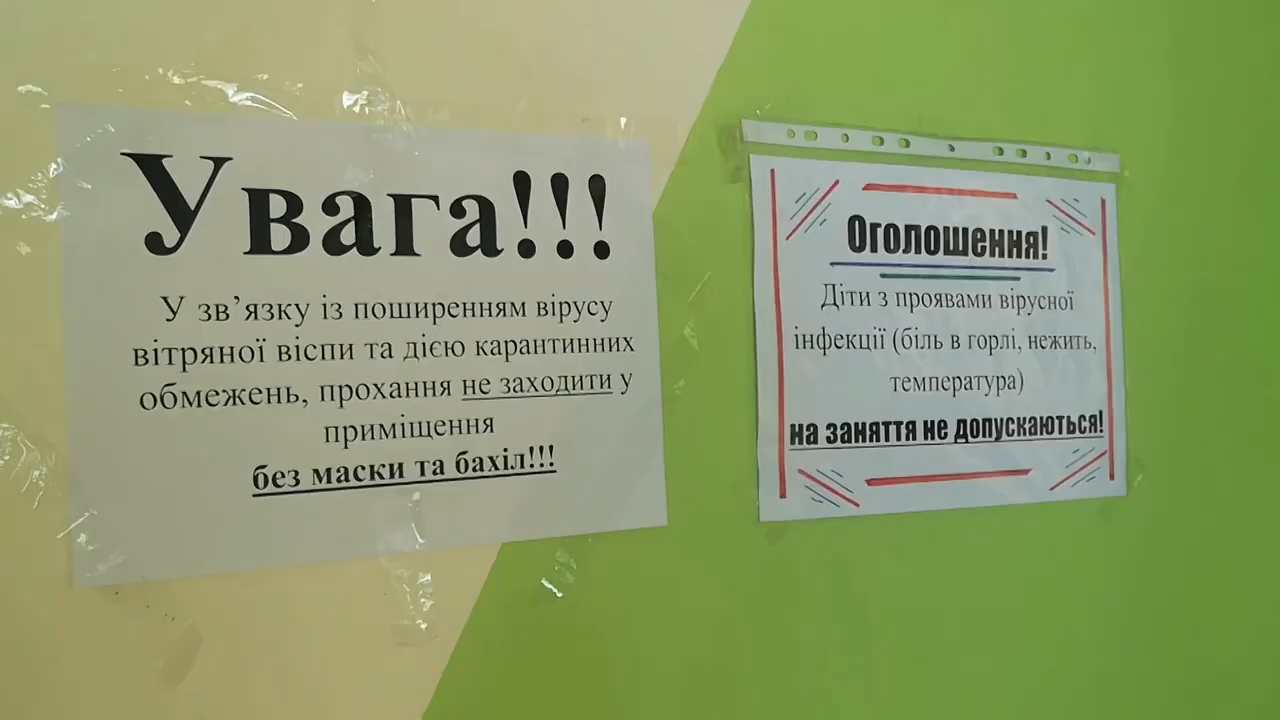 Увага!!!
У зв’язку із поширенням вірусу
вітряної віспи та дією карантинних
обмежень, прохання не заходити у
приміщення
без маски та бахіл!!!
Оголошення!
Діти з проявами вірусної
інфекції (біль в горлі, нежить,
температура)
на заняття не допускаються!